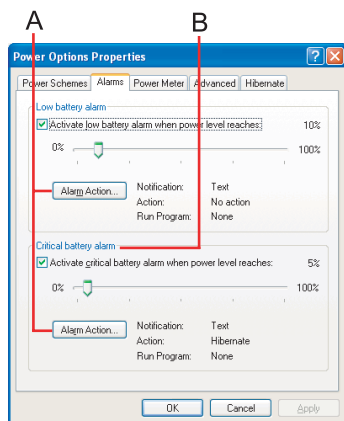 A B
Power Options Properties
Power Schemes Alarms Power Meter Advanced Hibernate
Low battery alarm
Activate low battery alarm when power level reaches: 10%
0% 100%
Alarm Action... Notification: Text
Action: No action
Run Program: None
Critical battery alarm
Activate critical battery alarm when power level reaches: 5%
0% 100%
Alarm Action... Notification: Text
Action: Hibernate
Run Program: None
OK Cancel Apply